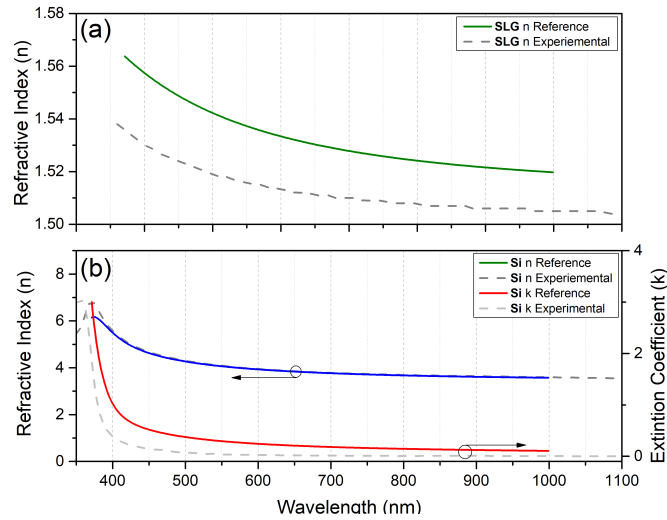 (a)
SLG n Reference
SLG n Experiemental
Refractive Index (n)
1.58
1.56
1.54
1.52
1.50
(b)
Si n Reference
Si n Experiemental
Si k Reference
Si k Experimental
Refractive Index (n)
8
6
4
2
0
Extintion Coefficient (k)
4
2
0
400 500 600 700 800 900 1000 1100
Wavelength (nm)